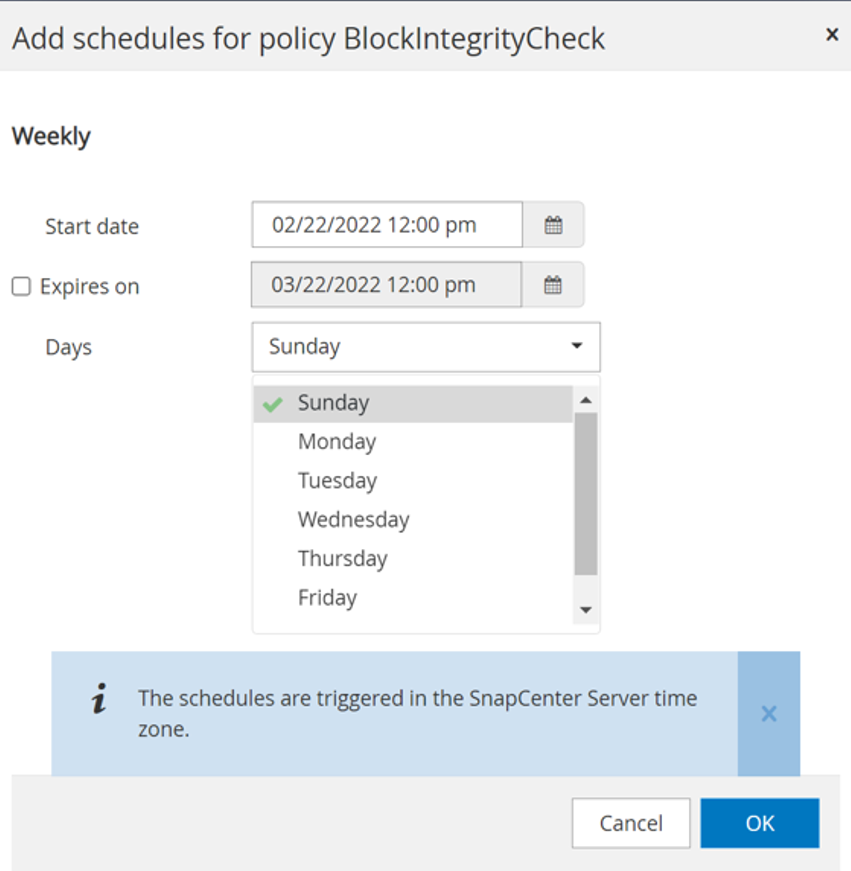 Add schedules for policy BlockIntegrityCheck
x
Weekly
Start date 02/22/2022 12:00 pm
Expires on 03/22/2022 12:00 pm
Days Sunday
Sunday
Monday
Tuesday
Wednesday
Thursday
Friday
i The schedules are triggered in the SnapCenter Server time
zone.
x
Cancel OK